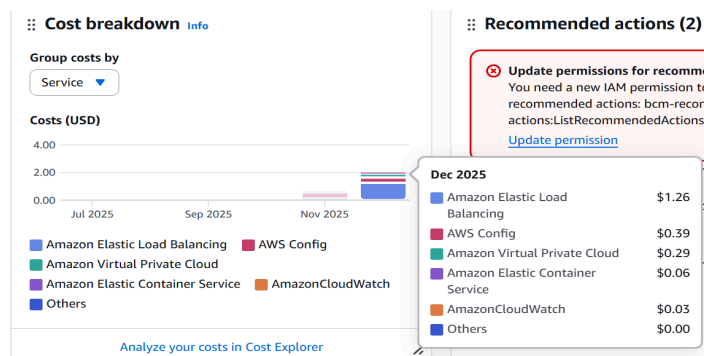 Cost breakdown Info
Group costs by
Service
Costs (USD)
4.00
2.00
0.00
Jul 2025
Sep 2025
Nov 2025
Amazon Elastic Load Balancing
AWS Config
Amazon Virtual Private Cloud
Amazon Elastic Container Service
AmazonCloudWatch
Others
Analyze your costs in Cost Explorer
Recommended actions (2)
Update permissions for
You need a new IAM permission
recommended actions:
actions:ListRecommendedActions
Update permission
Dec 2025
Amazon Elastic Load
Balancing
$1.26
AWS Config
$0.39
Amazon Virtual Private Cloud
$0.29
Amazon Elastic Container
Service
$0.06
AmazonCloudWatch
$0.03
Others
$0.00